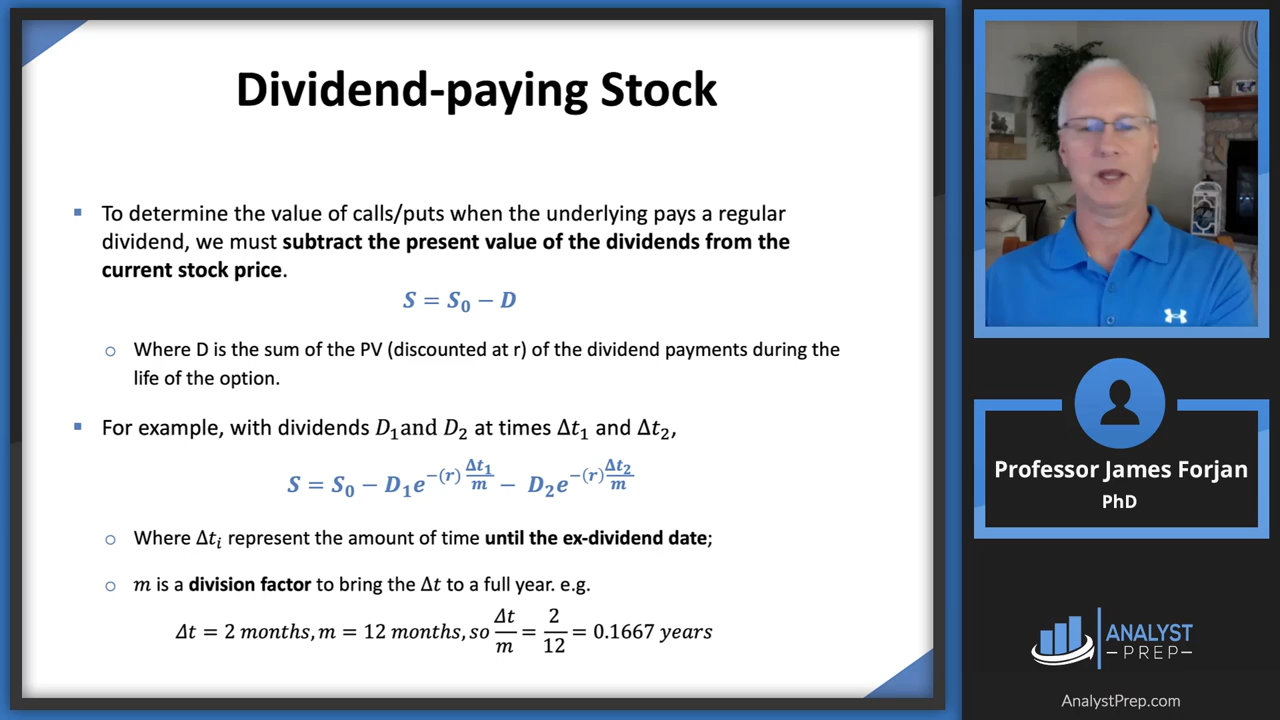 Dividend-paying Stock
▪ To determine the value of calls/puts when the underlying pays a regular
dividend, we must subtract the present value of the dividends from the
current stock price.
S = S₀ − D
o Where D is the sum of the PV (discounted at r) of the dividend payments during the
life of the option.
▪ For example, with dividends D₁and D₂ at times Δt₁ and Δt₂,
S = S₀ − D₁e^{−(r) Δt₁/m} − D₂e^{−(r) Δt₂/m}
o Where Δtᵢ represent the amount of time until the ex-dividend date;
o m is a division factor to bring the Δt to a full year. e.g.
Δt = 2 months, m = 12 months, so Δt/m = 2/12 = 0.1667 years
Professor James Forjan
PhD
ANALYST
–PREP–
AnalystPrep.com